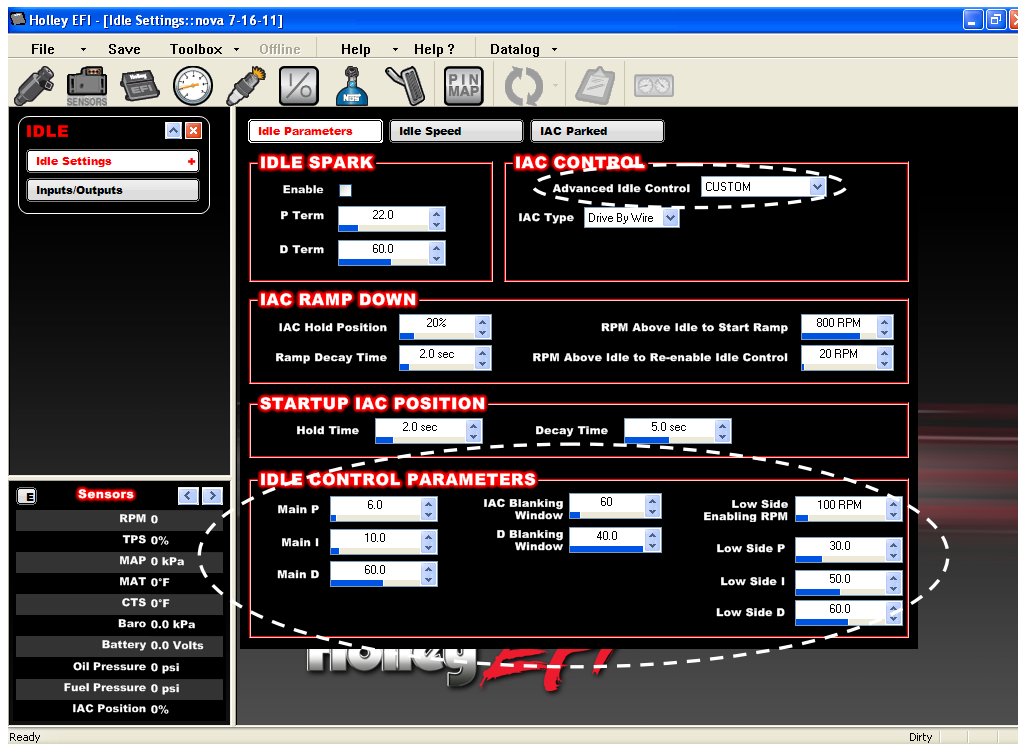 Holley EFI - [Idle Settings::nova 7-16-11]
File Save Toolbox Offline Help Help ? Datalog
SENSORS EFI I/O NOS PIN MAP
IDLE
Idle Settings +
Inputs/Outputs
Idle Parameters Idle Speed IAC Parked
IDLE SPARK
Enable
P Term 22.0
D Term 60.0
IAC CONTROL
Advanced Idle Control CUSTOM
IAC Type Drive By Wire
IAC RAMP DOWN
IAC Hold Position 20% RPM Above Idle to Start Ramp 800 RPM
Ramp Decay Time 2.0 sec RPM Above Idle to Re-enable Idle Control 20 RPM
STARTUP IAC POSITION
Hold Time 2.0 sec Decay Time 5.0 sec
IDLE CONTROL PARAMETERS
Main P 6.0
Main I 10.0
Main D 60.0
IAC Blanking
Window 60
D Blanking
Window 40.0
Low Side
Enabling RPM 100 RPM
Low Side P 30.0
Low Side I 50.0
Low Side D 60.0
E Sensors < >
RPM 0
TPS 0%
MAP 0 kPa
MAT 0°F
CTS 0°F
Baro 0.0 kPa
Battery 0.0 Volts
Oil Pressure 0 psi
Fuel Pressure 0 psi
IAC Position 0%
Holley EFI
Ready Dirty